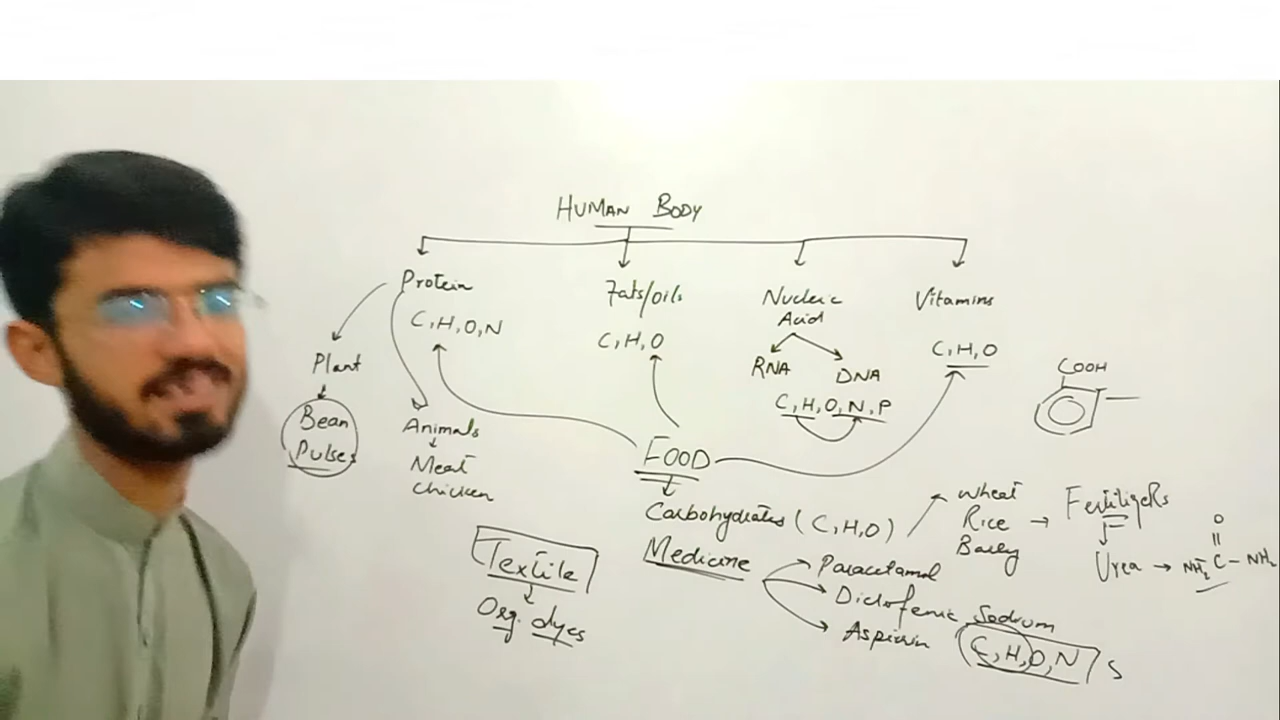 HUMAN BODY
Protein
C,H,O,N
Plant
Bean
Pulses
Animals
Meat
chicken
Fats/oils
C,H,O
Nucleic
Acid
RNA
DNA
C,H,O,N,P
Vitamins
C,H,O
COOH
FOOD
Carbohydrates (C,H,O)
Wheat
Rice
Barley
Fertilizers
Urea → NH2 - C - NH2
O
Medicine
Paracetamol
Diclofenic Sodium
Aspirin
C,H,O,N / S
Textile
Org. dyes